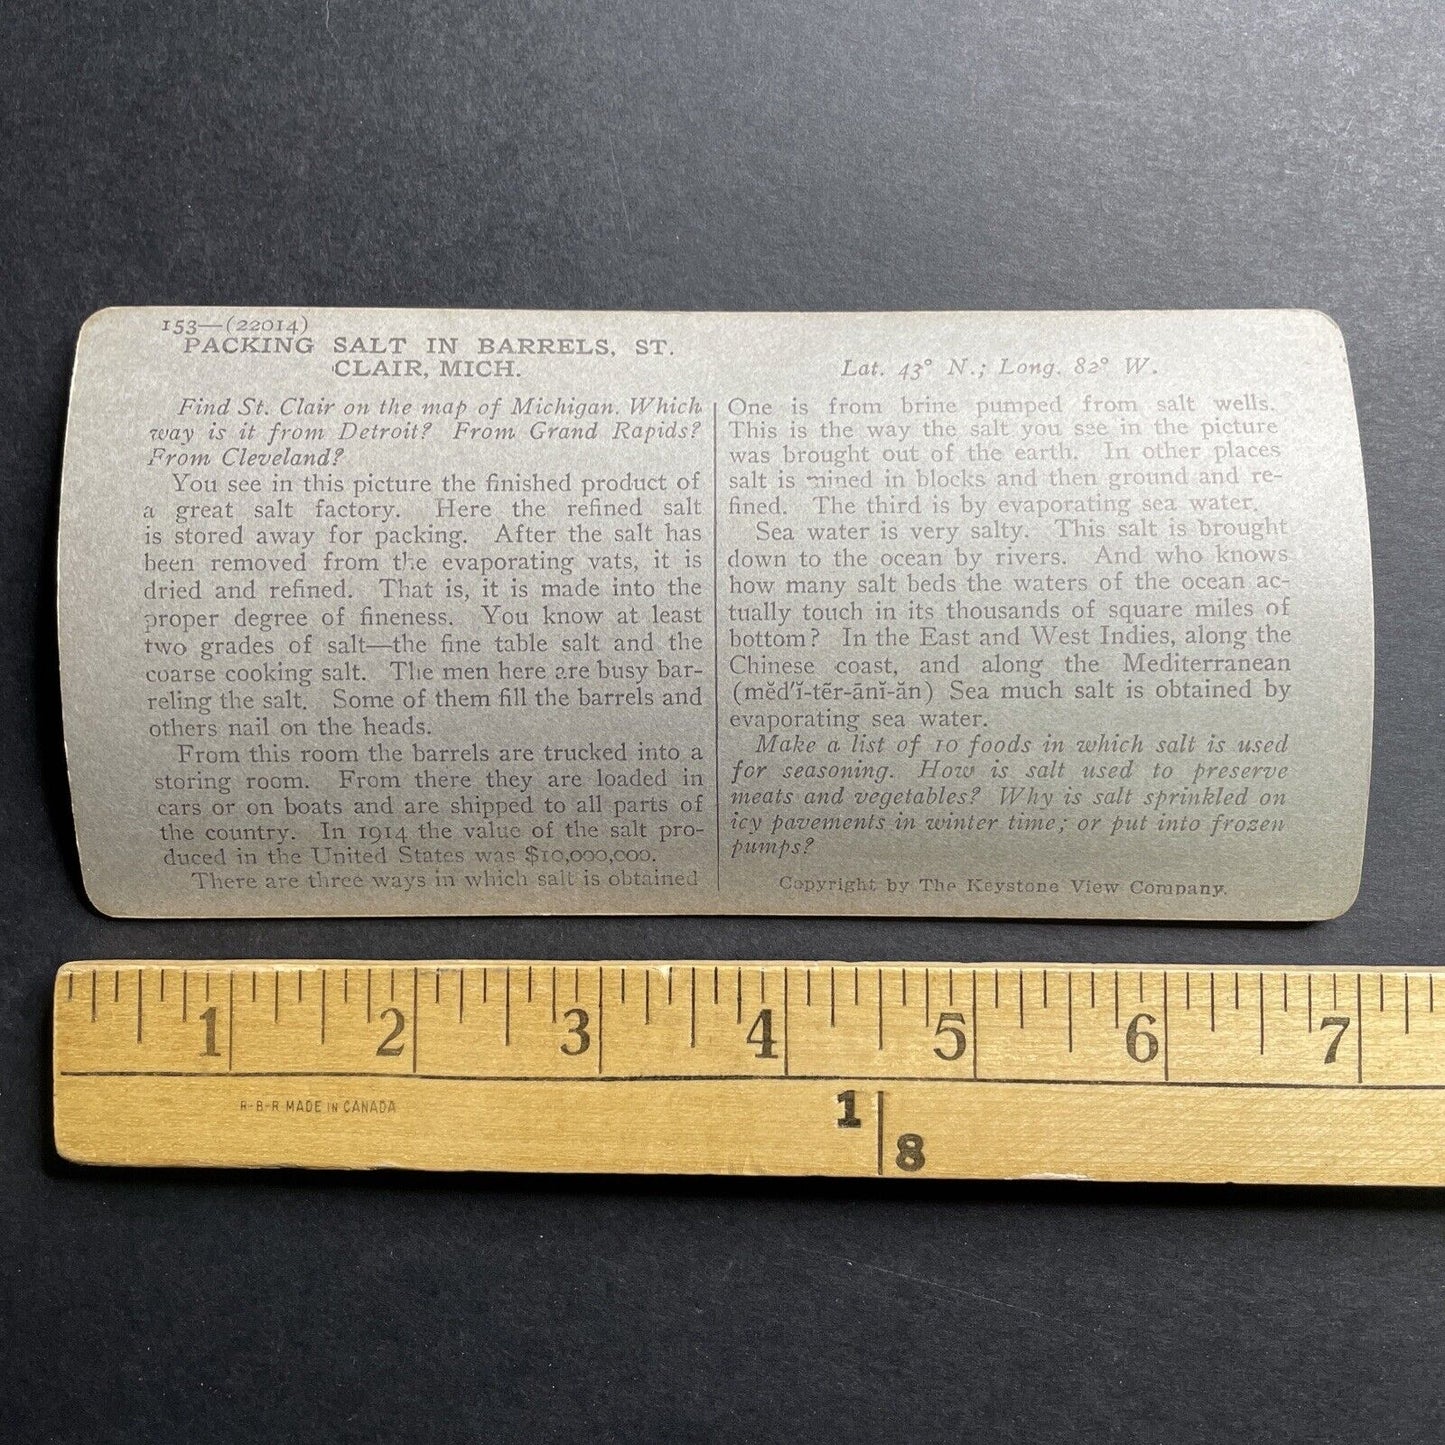 153—(22014)
PACKING SALT IN BARRELS, ST.
CLAIR, MICH.
Find St. Clair on the map of Michigan. Which
way is it from Detroit? From Grand Rapids?
From Cleveland?
You see in this picture the finished product of
a great salt factory. Here the refined salt
is stored away for packing. After the salt has
been removed from the evaporating vats, it is
dried and refined. That is, it is made into the
proper degree of fineness. You know at least
two grades of salt—the fine table salt and the
coarse cooking salt. The men here are busy bar-
reling the salt. Some of them fill the barrels and
others nail on the heads.
From this room the barrels are trucked into a
storing room. From there they are loaded in
cars or on boats and are shipped to all parts of
the country. In 1914 the value of the salt pro-
duced in the United States was $10,000,000.
There are three ways in which salt is obtained
Lat. 43° N.; Long. 82° W.
One is from brine pumped from salt wells.
This is the way the salt you see in the picture
was brought out of the earth. In other places
salt is mined in blocks and then ground and re-
fined. The third is by evaporating sea water.
Sea water is very salty. This salt is brought
down to the ocean by rivers. And who knows
how many salt beds the waters of the ocean ac-
tually touch in its thousands of square miles of
bottom? In the East and West Indies, along the
Chinese coast, and along the Mediterranean
(mĕd'ĭ-tẽr-ānĭ-ăn) Sea much salt is obtained by
evaporating sea water.
Make a list of 10 foods in which salt is used
for seasoning. How is salt used to preserve
meats and vegetables? Why is salt sprinkled on
icy pavements in winter time; or put into frozen
pumps?
Copyright by The Keystone View Company.
1 2 3 4 5 6 7
R-B-R MADE IN CANADA
1
8